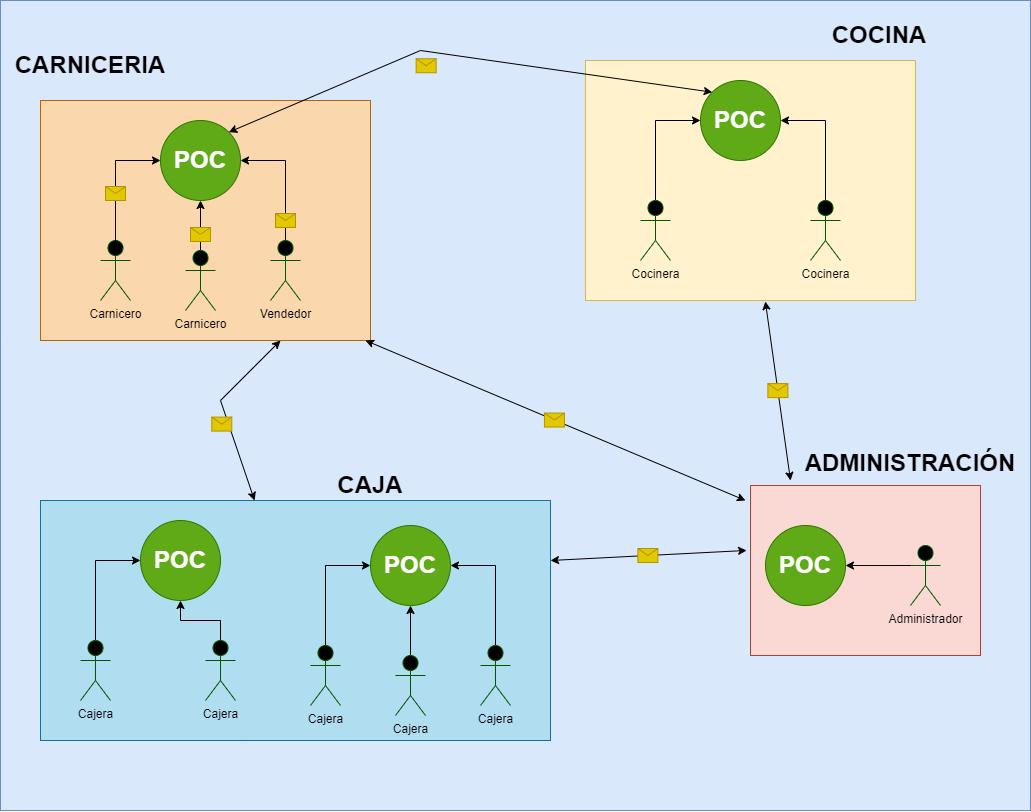 COCINA
CARNICERIA
POC
POC
Carnicero
Carnicero
Vendedor
Cocinera
Cocinera
CAJA
ADMINISTRACIÓN
POC
POC
POC
Cajera
Cajera
Cajera
Cajera
Cajera
Administrador